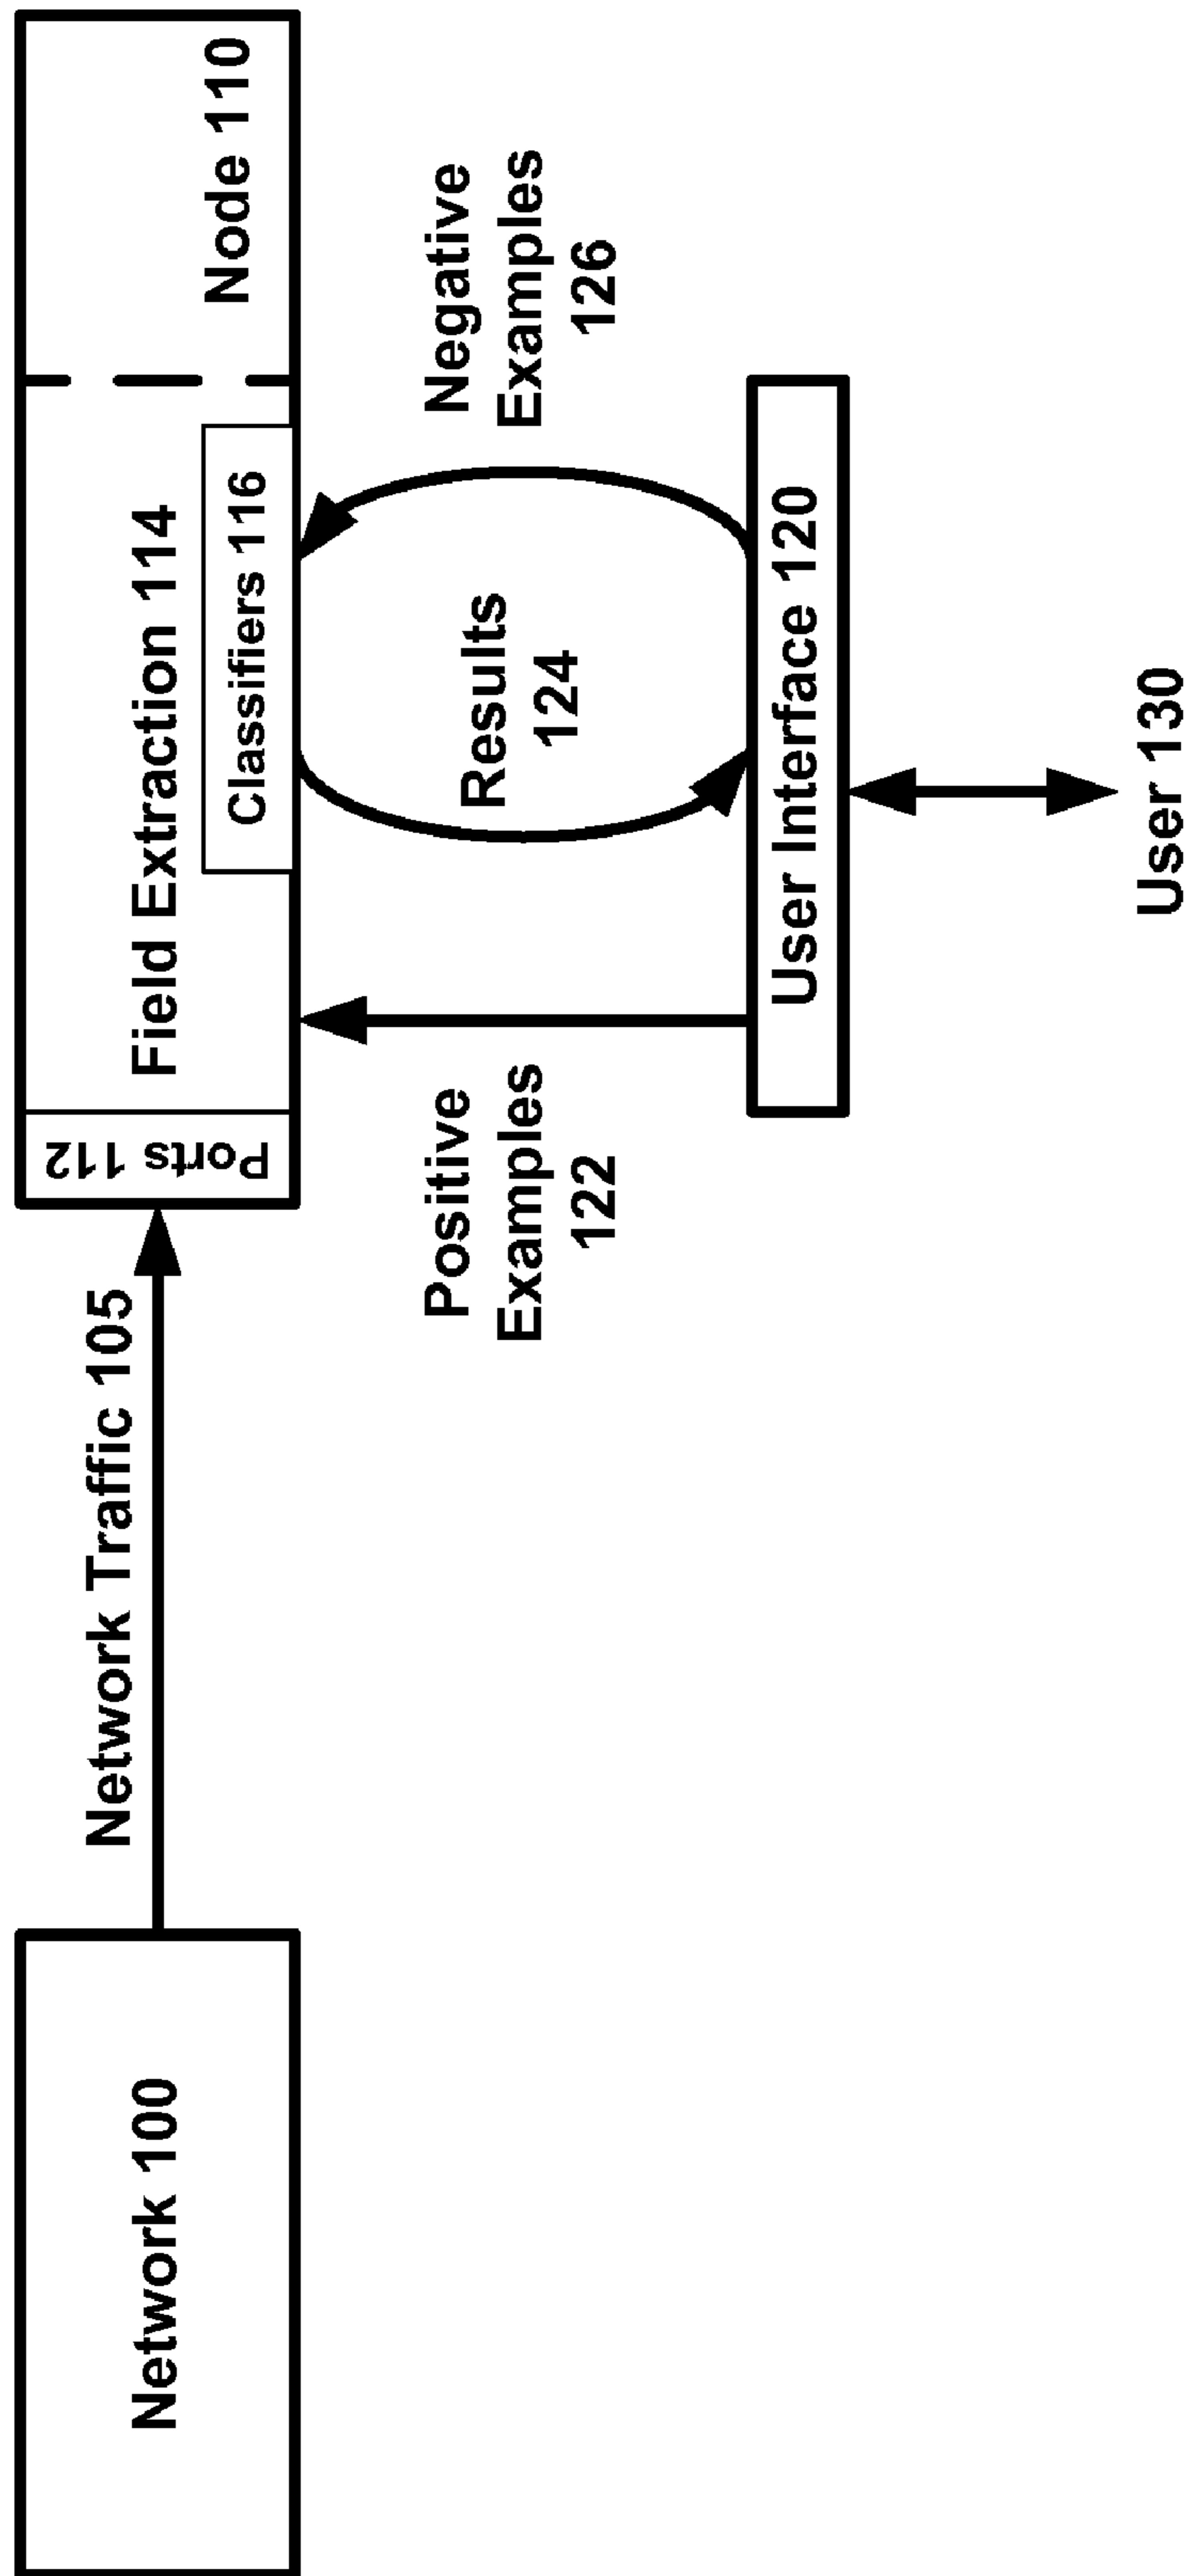 Network 100
Network Traffic 105
Ports 112
Field Extraction 114
Classifiers 116
Node 110
Positive
Examples
122
Results
124
Negative
Examples
126
User Interface 120
User 130